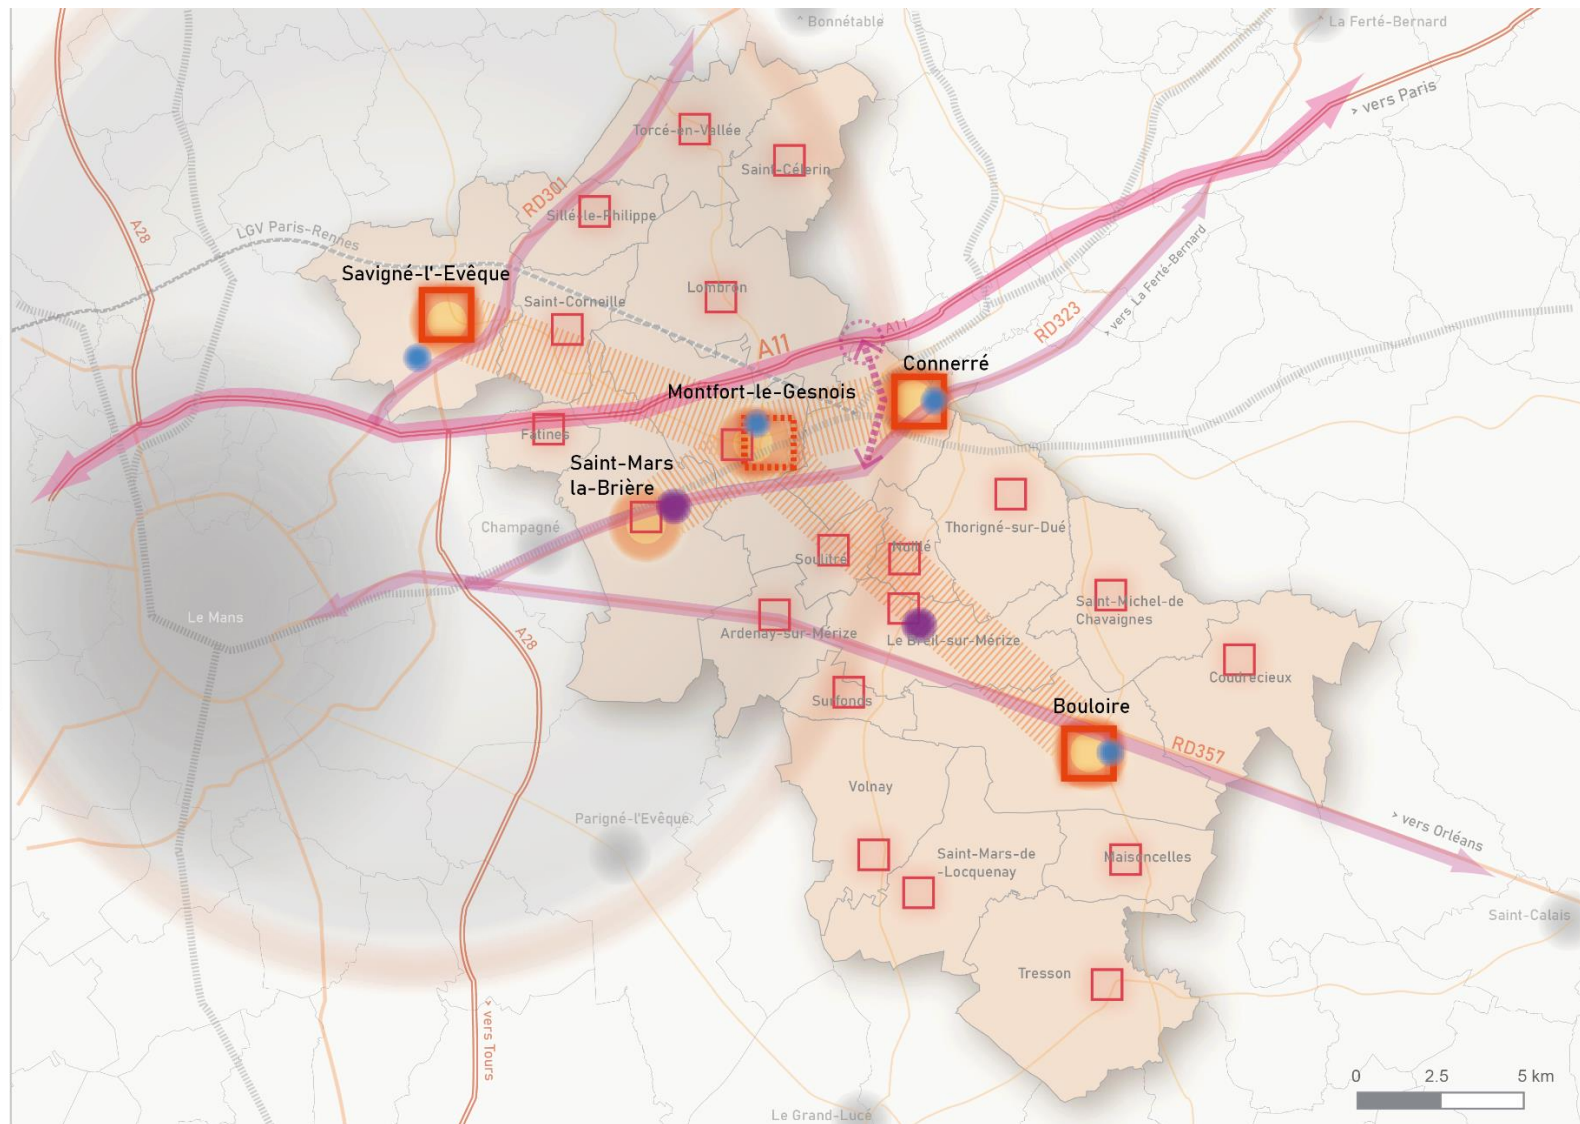 ^ Bonnétable
^ La Ferté-Bernard
> vers Paris
Torcé-en-Vallée
Saint-Célerin
A28
RD301
Sillé-le-Philippe
LGV Paris-Rennes
Savigné-l'-Evêque
Saint-Corneille
Lombron
> vers La Ferté-Bernard
RD323
A11
A11
Connerré
Montfort-le-Gesnois
Fatines
Saint-Mars
la-Brière
Champagné
Thorigné-sur-Dué
Soulitré
Nuillé
Le Mans
A28
Ardenay-sur-Mérize
Le Breil-sur-Mérize
Saint-Michel-de
Chavaignes
Coudrecieux
Surfonds
Bouloire
RD357
Volnay
Parigné-l'Evêque
> vers Orléans
Saint-Mars-de
-Locquenay
Maisoncelles
Saint-Calais
Tresson
> vers Tours
0 2.5 5 km
Le Grand-Lucé